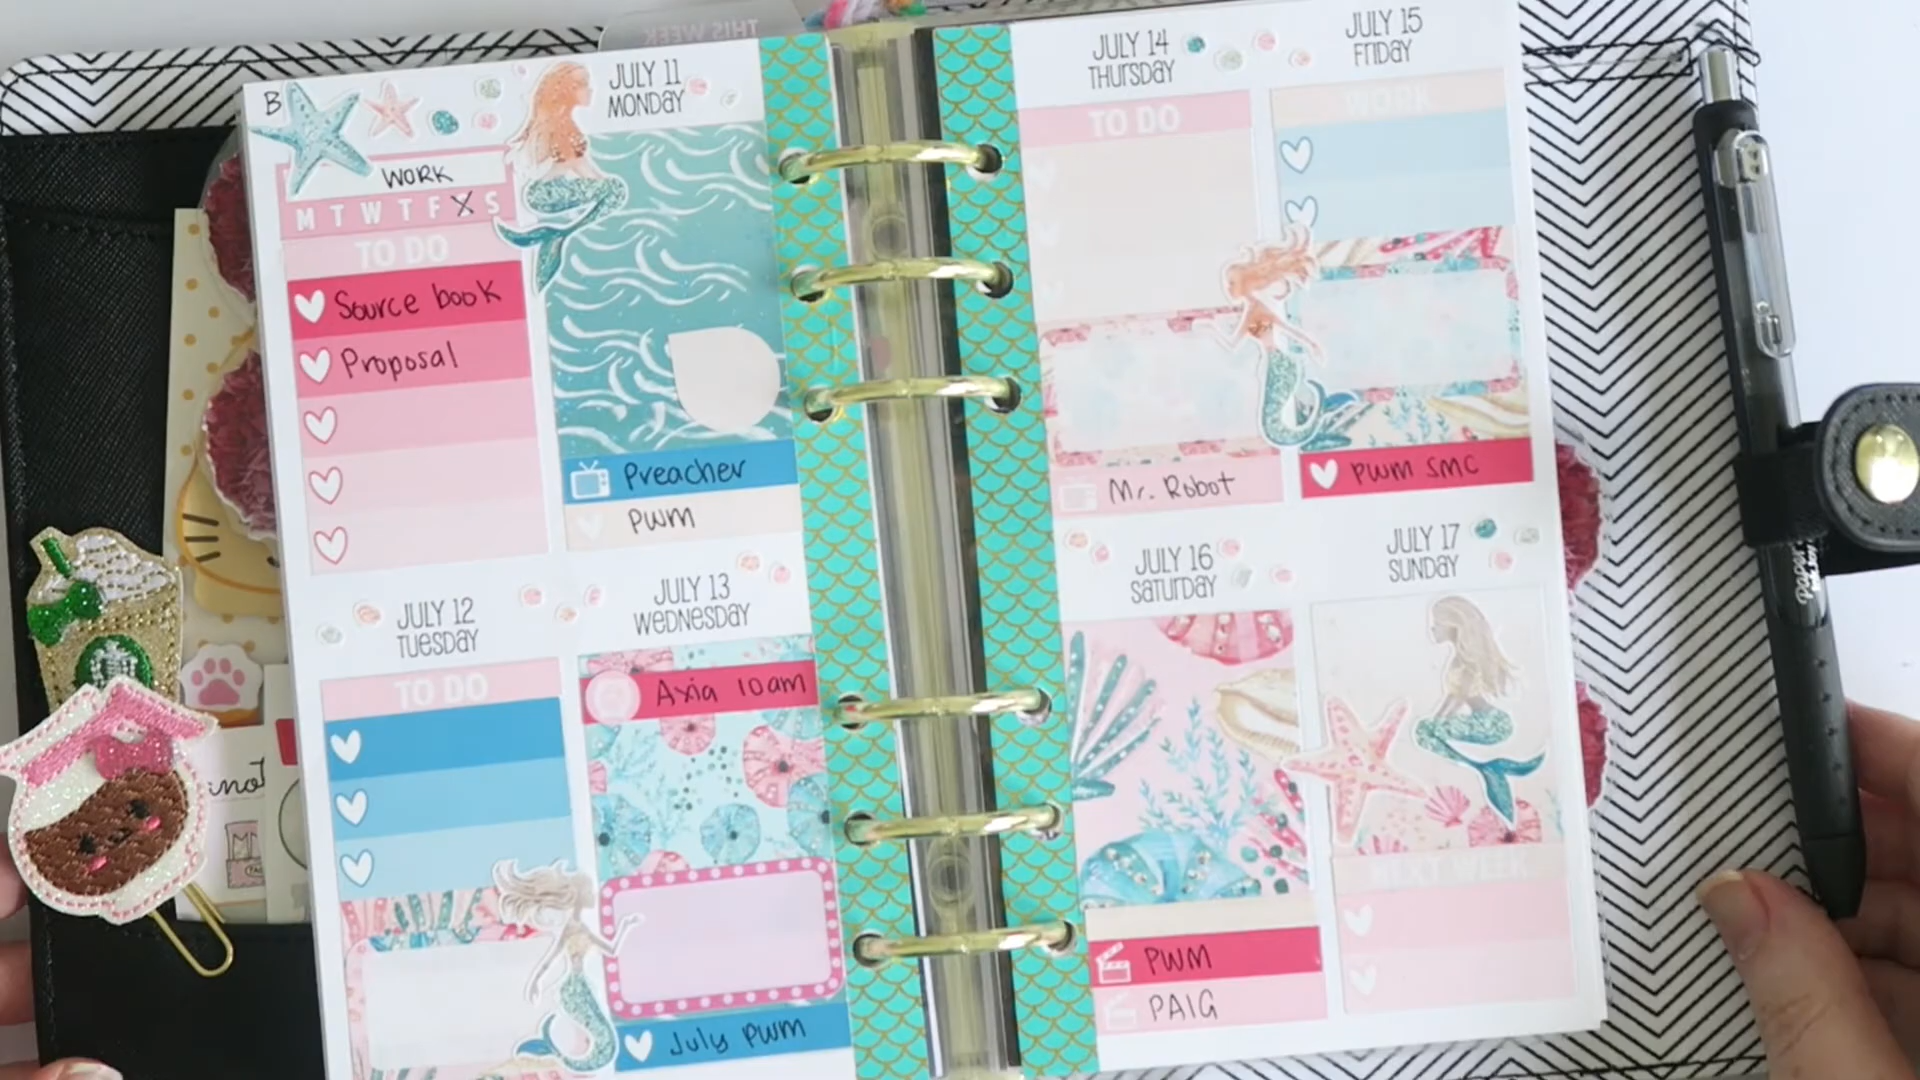 THIS WEEK
B
WORK
M T W T F X S
TO DO
Source book
Proposal
JULY 11
MONDAY
Preacher
PWM
JULY 12
TUESDAY
TO DO
JULY 13
WEDNESDAY
Axia 10am
July PWM
JULY 14
THURSDAY
TO DO
Mr. Robot
JULY 15
FRIDAY
WORK
PWM SMC
JULY 16
SATURDAY
PWM
PAIG
JULY 17
SUNDAY
NEXT WEEK